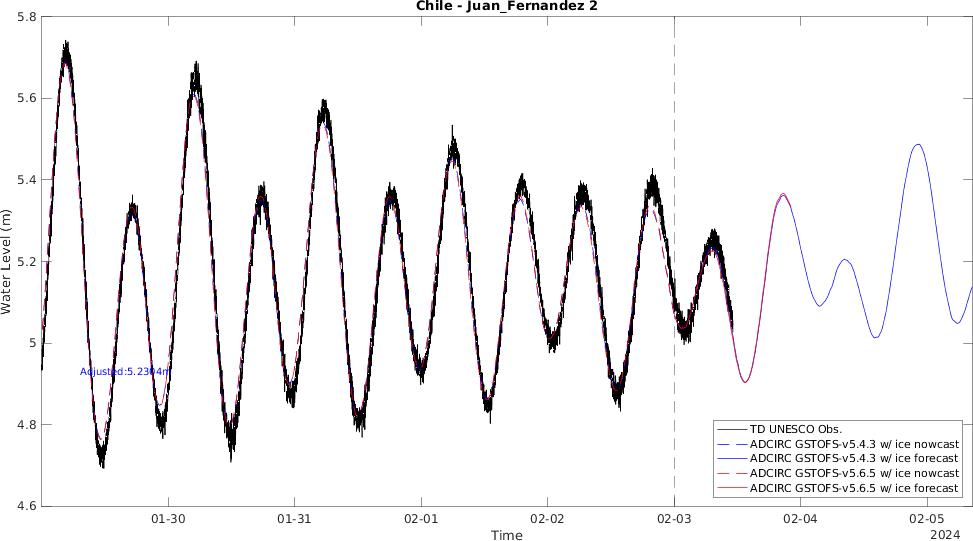 Chile - Juan_Fernandez 2
Water Level (m)
5.8
5.6
5.4
5.2
5
4.8
4.6
Adjusted:5.2304m
TD UNESCO Obs.
ADCIRC GSTOFS-v5.4.3 w/ ice nowcast
ADCIRC GSTOFS-v5.4.3 w/ ice forecast
ADCIRC GSTOFS-v5.6.5 w/ ice nowcast
ADCIRC GSTOFS-v5.6.5 w/ ice forecast
01-30 01-31 02-01 02-02 02-03 02-04 02-05
Time
2024